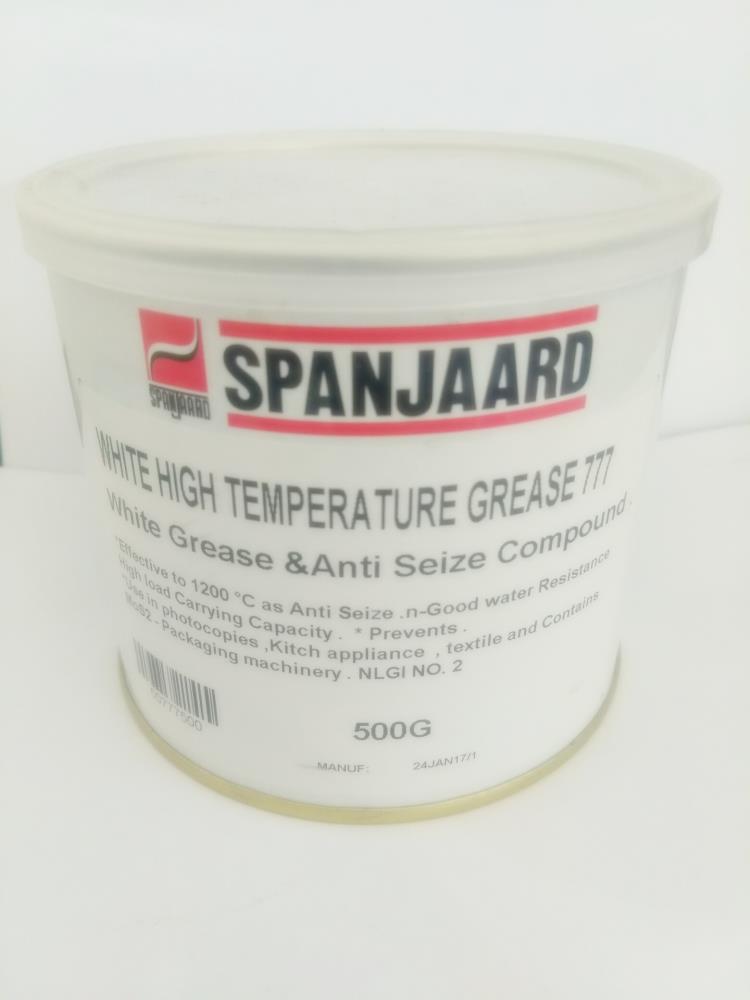 SPANJAARD
SPANJAARD
WHITE HIGH TEMPERATURE GREASE 777
White Grease &Anti Seize Compound .
*Effective to 1200 °C as Anti Seize .n-Good water Resistance
High load Carrying Capacity . * Prevents .
*Use in photocopies ,Kitch appliance , textile and Contains
MoS2 - Packaging machinery . NLGI NO. 2
50777500
500G
MANUF: 24JAN17/1